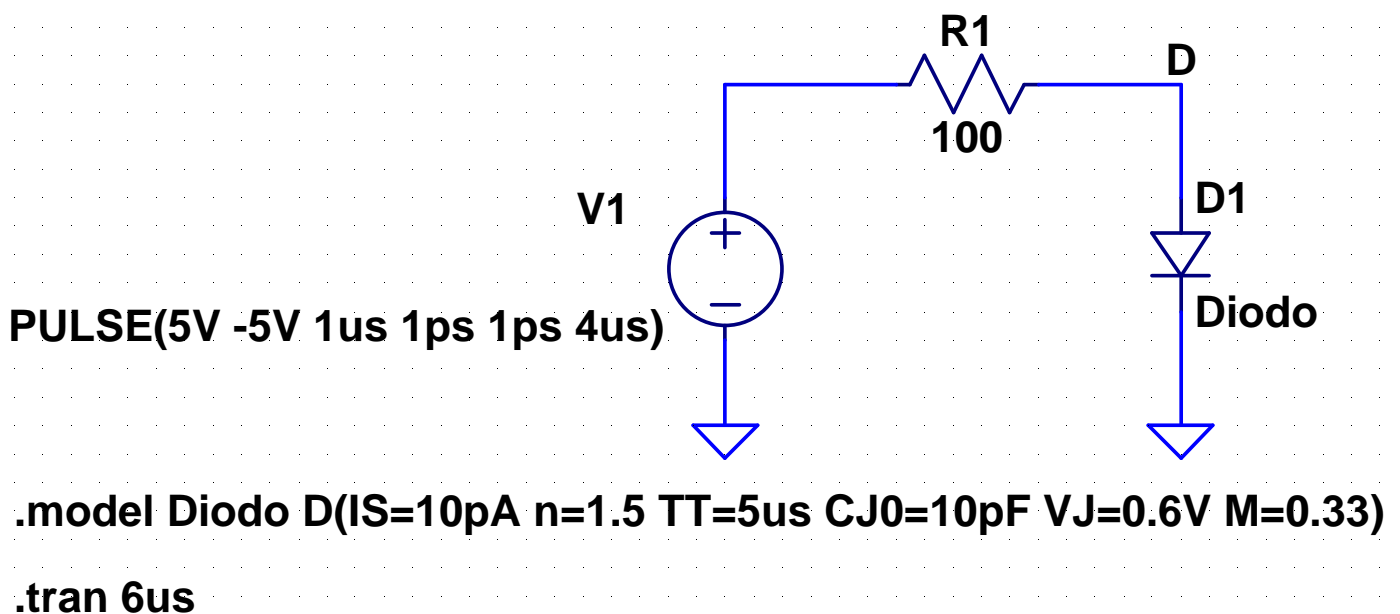 R1
D
100
V1
D1
PULSE(5V -5V 1us 1ps 1ps 4us)
Diodo
.model Diodo D(IS=10pA n=1.5 TT=5us CJ0=10pF VJ=0.6V M=0.33)
.tran 6us